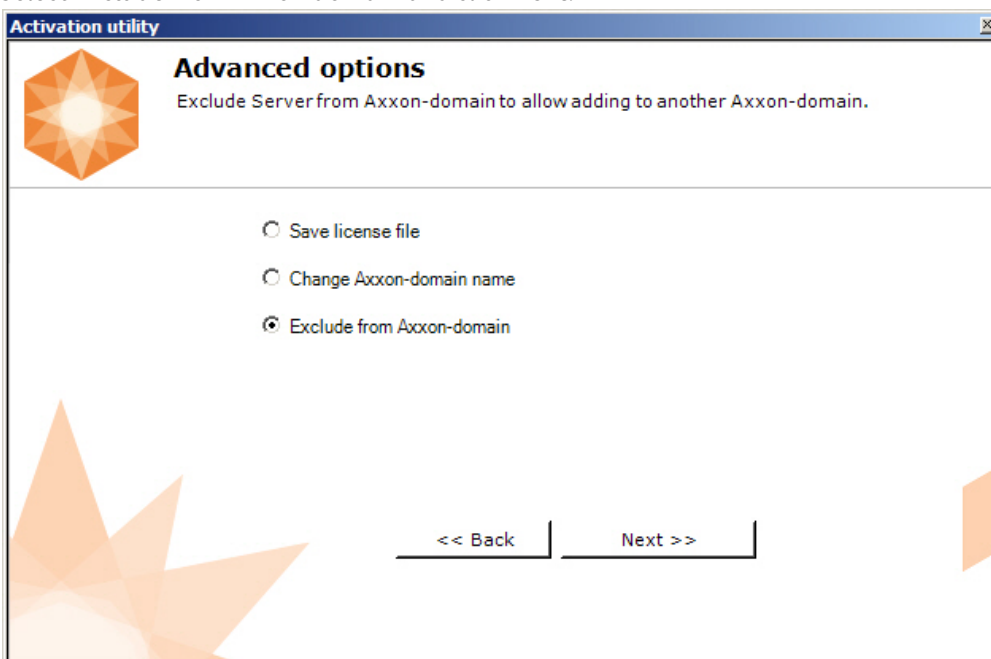 Activation utility
Advanced options
Exclude Server from Axxon-domain to allow adding to another Axxon-domain.
Save license file
Change Axxon-domain name
Exclude from Axxon-domain
<< Back
Next >>